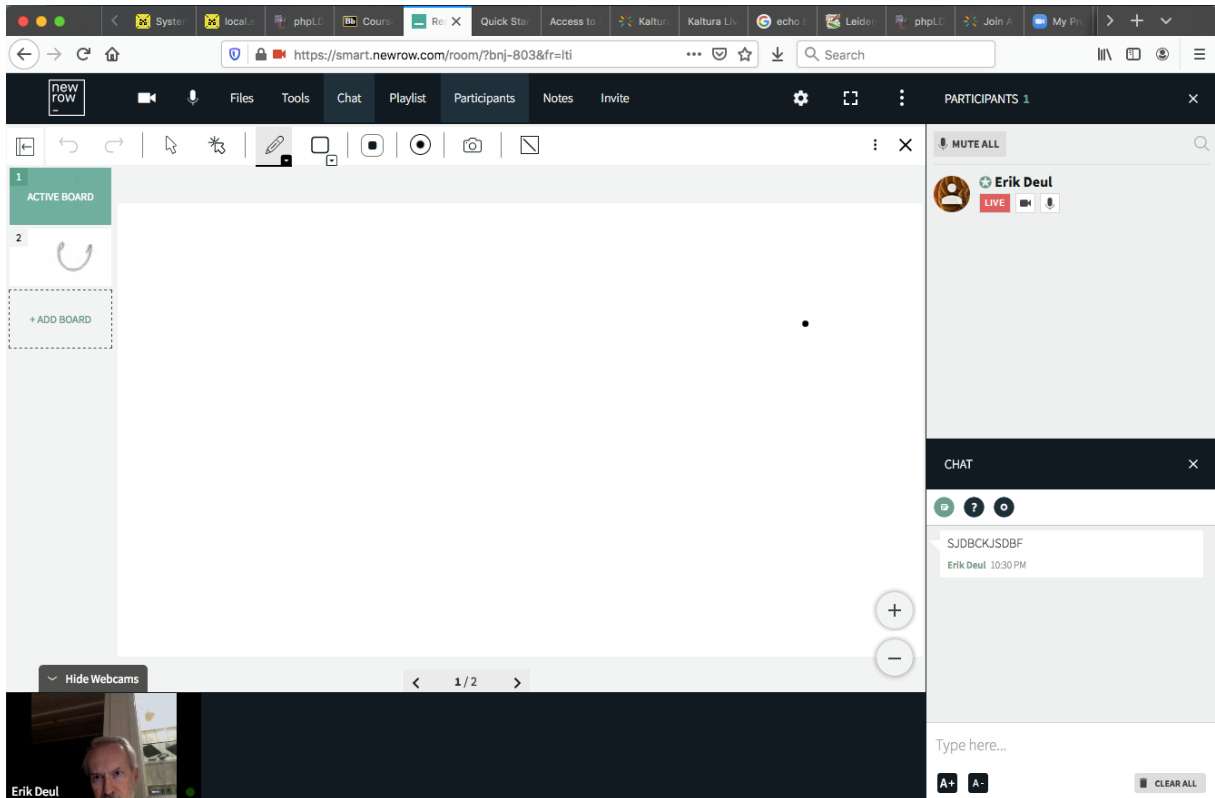 Syster
local.s
phpLD
Bb Cours
Re
Quick Star
Access to
Kaltur
Kaltura Liv
echo
Leider
phpLD
Join A
My Pr
https://smart.newrow.com/room/?bnj-803&fr=lti
Search
new
row
Files Tools Chat Playlist Participants Notes Invite
PARTICIPANTS 1
MUTE ALL
Erik Deul
LIVE
1
ACTIVE BOARD
2
+ ADD BOARD
Hide Webcams
1/2
Erik Deul
CHAT
?
SJDBCKJSDBF
Erik Deul 10:30 PM
Type here...
A+ A-
CLEAR ALL